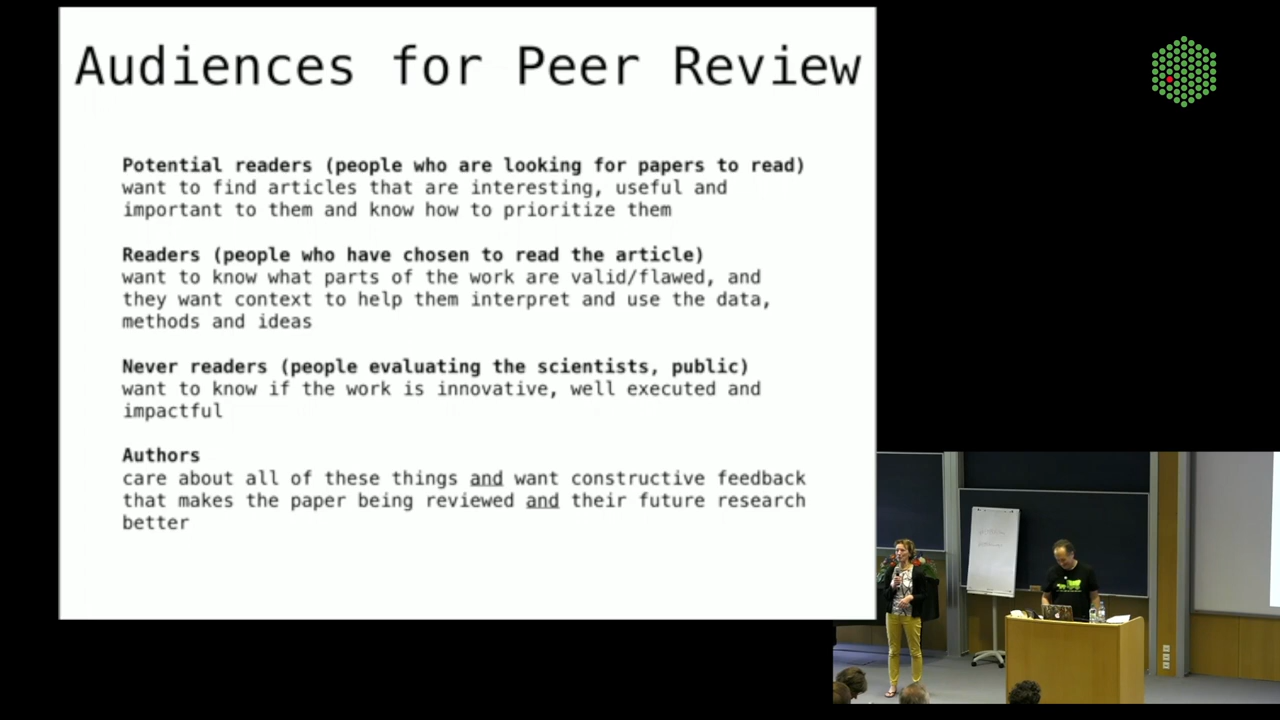 Audiences for Peer Review
Potential readers (people who are looking for papers to read)
want to find articles that are interesting, useful and
important to them and know how to prioritize them
Readers (people who have chosen to read the article)
want to know what parts of the work are valid/flawed, and
they want context to help them interpret and use the data,
methods and ideas
Never readers (people evaluating the scientists, public)
want to know if the work is innovative, well executed and
impactful
Authors
care about all of these things and want constructive feedback
that makes the paper being reviewed and their future research
better